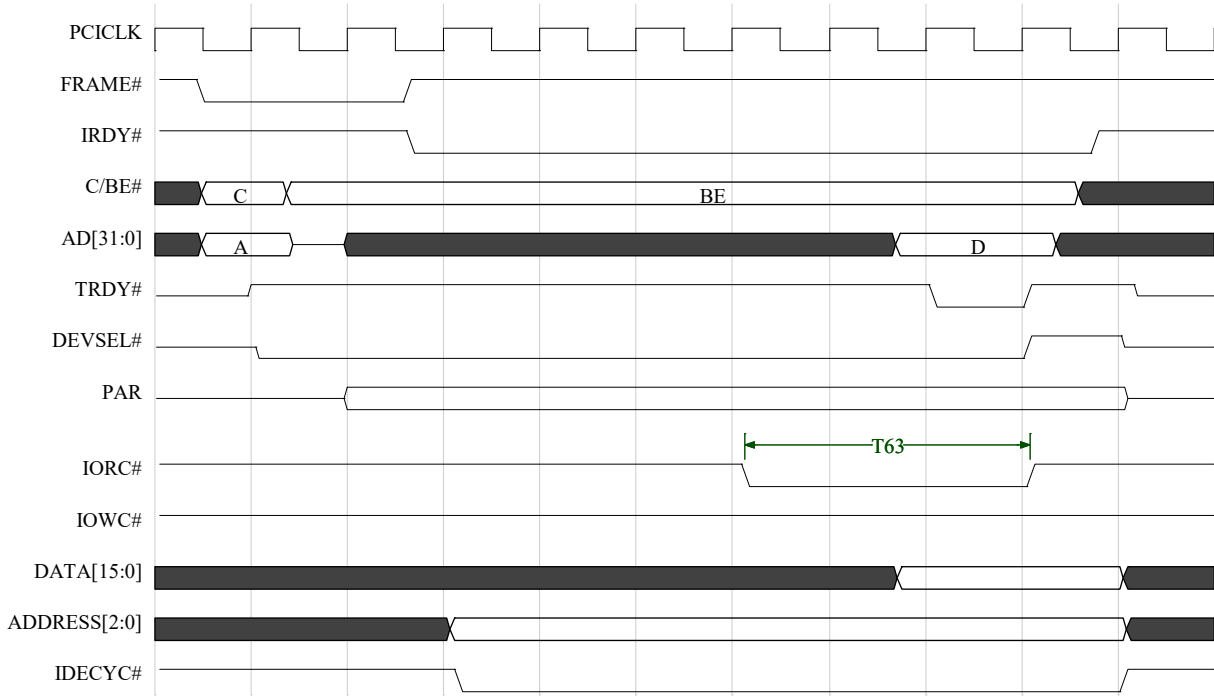 PCICLK
FRAME#
IRDY#
C/BE#
C
BE
AD[31:0]
A
D
TRDY#
DEVSEL#
PAR
T63
IORC#
IOWC#
DATA[15:0]
ADDRESS[2:0]
IDECYC#